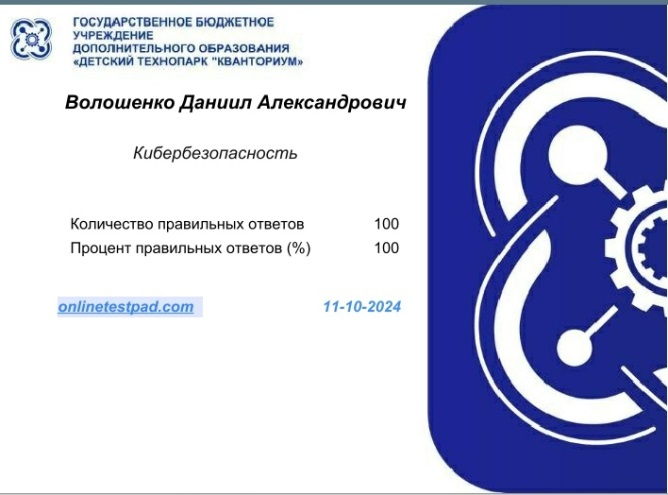 ГОСУДАРСТВЕННОЕ БЮДЖЕТНОЕ
УЧРЕЖДЕНИЕ
ДОПОЛНИТЕЛЬНОГО ОБРАЗОВАНИЯ
«ДЕТСКИЙ ТЕХНОПАРК "КВАНТОРИУМ»
Волошенко Даниил Александрович
Кибербезопасность
Количество правильных ответов 100
Процент правильных ответов (%) 100
onlinetestpad.com 11-10-2024